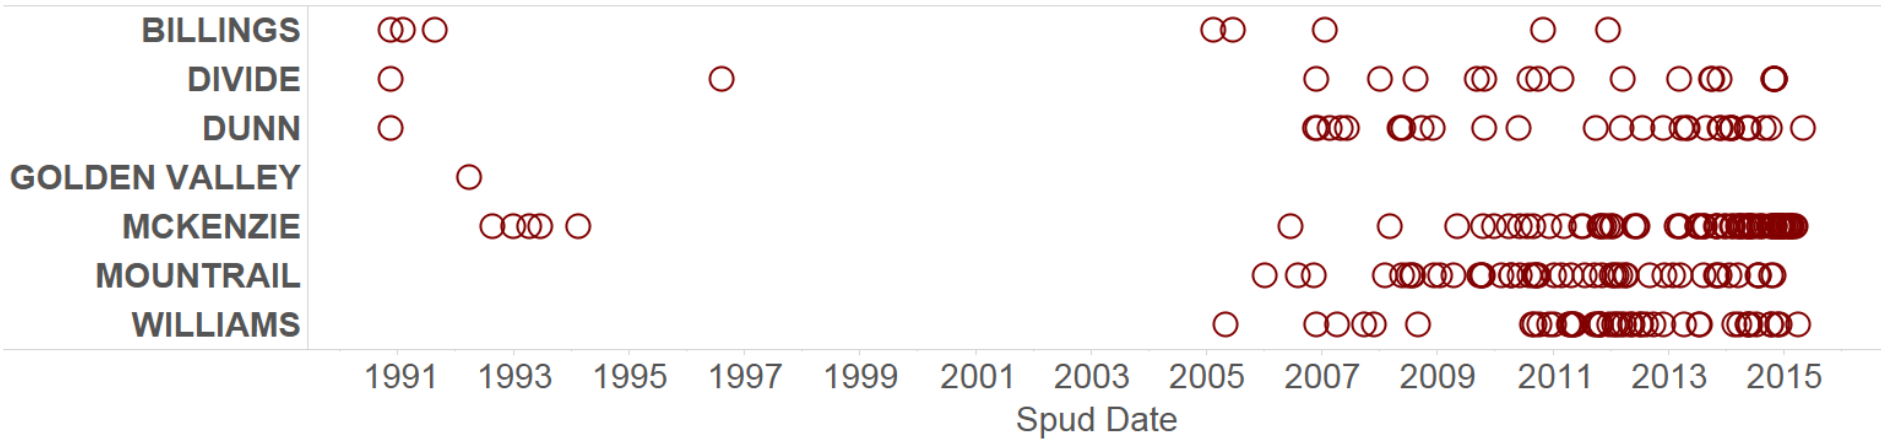 BILLINGS
DIVIDE
DUNN
GOLDEN VALLEY
MCKENZIE
MOUNTRAIL
WILLIAMS
1991 1993 1995 1997 1999 2001 2003 2005 2007 2009 2011 2013 2015
Spud Date